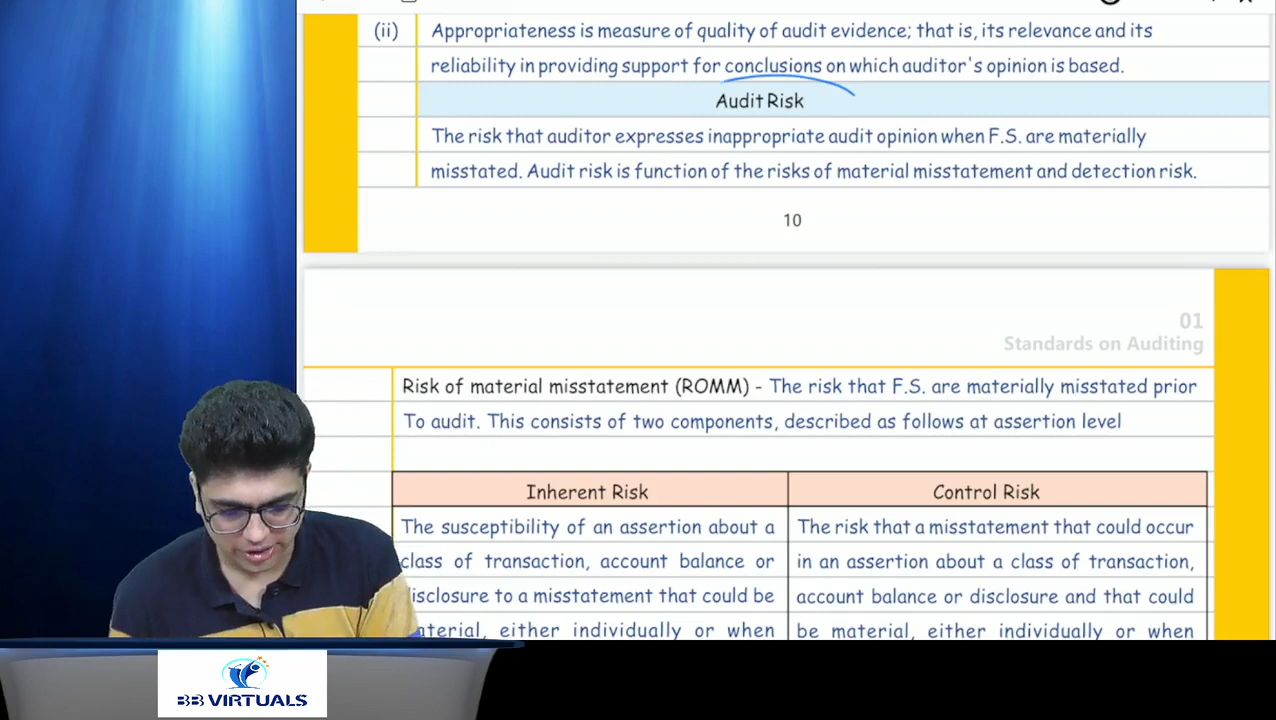 (ii) Appropriateness is measure of quality of audit evidence; that is, its relevance and its
reliability in providing support for conclusions on which auditor's opinion is based.
Audit Risk
The risk that auditor expresses inappropriate audit opinion when F.S. are materially
misstated. Audit risk is function of the risks of material misstatement and detection risk.
10
01
Standards on Auditing
Risk of material misstatement (ROMM) - The risk that F.S. are materially misstated prior
To audit. This consists of two components, described as follows at assertion level
Inherent Risk
The susceptibility of an assertion about a
class of transaction, account balance or
disclosure to a misstatement that could be
material, either individually or when
Control Risk
The risk that a misstatement that could occur
in an assertion about a class of transaction,
account balance or disclosure and that could
be material, either individually or when
BB VIRTUALS